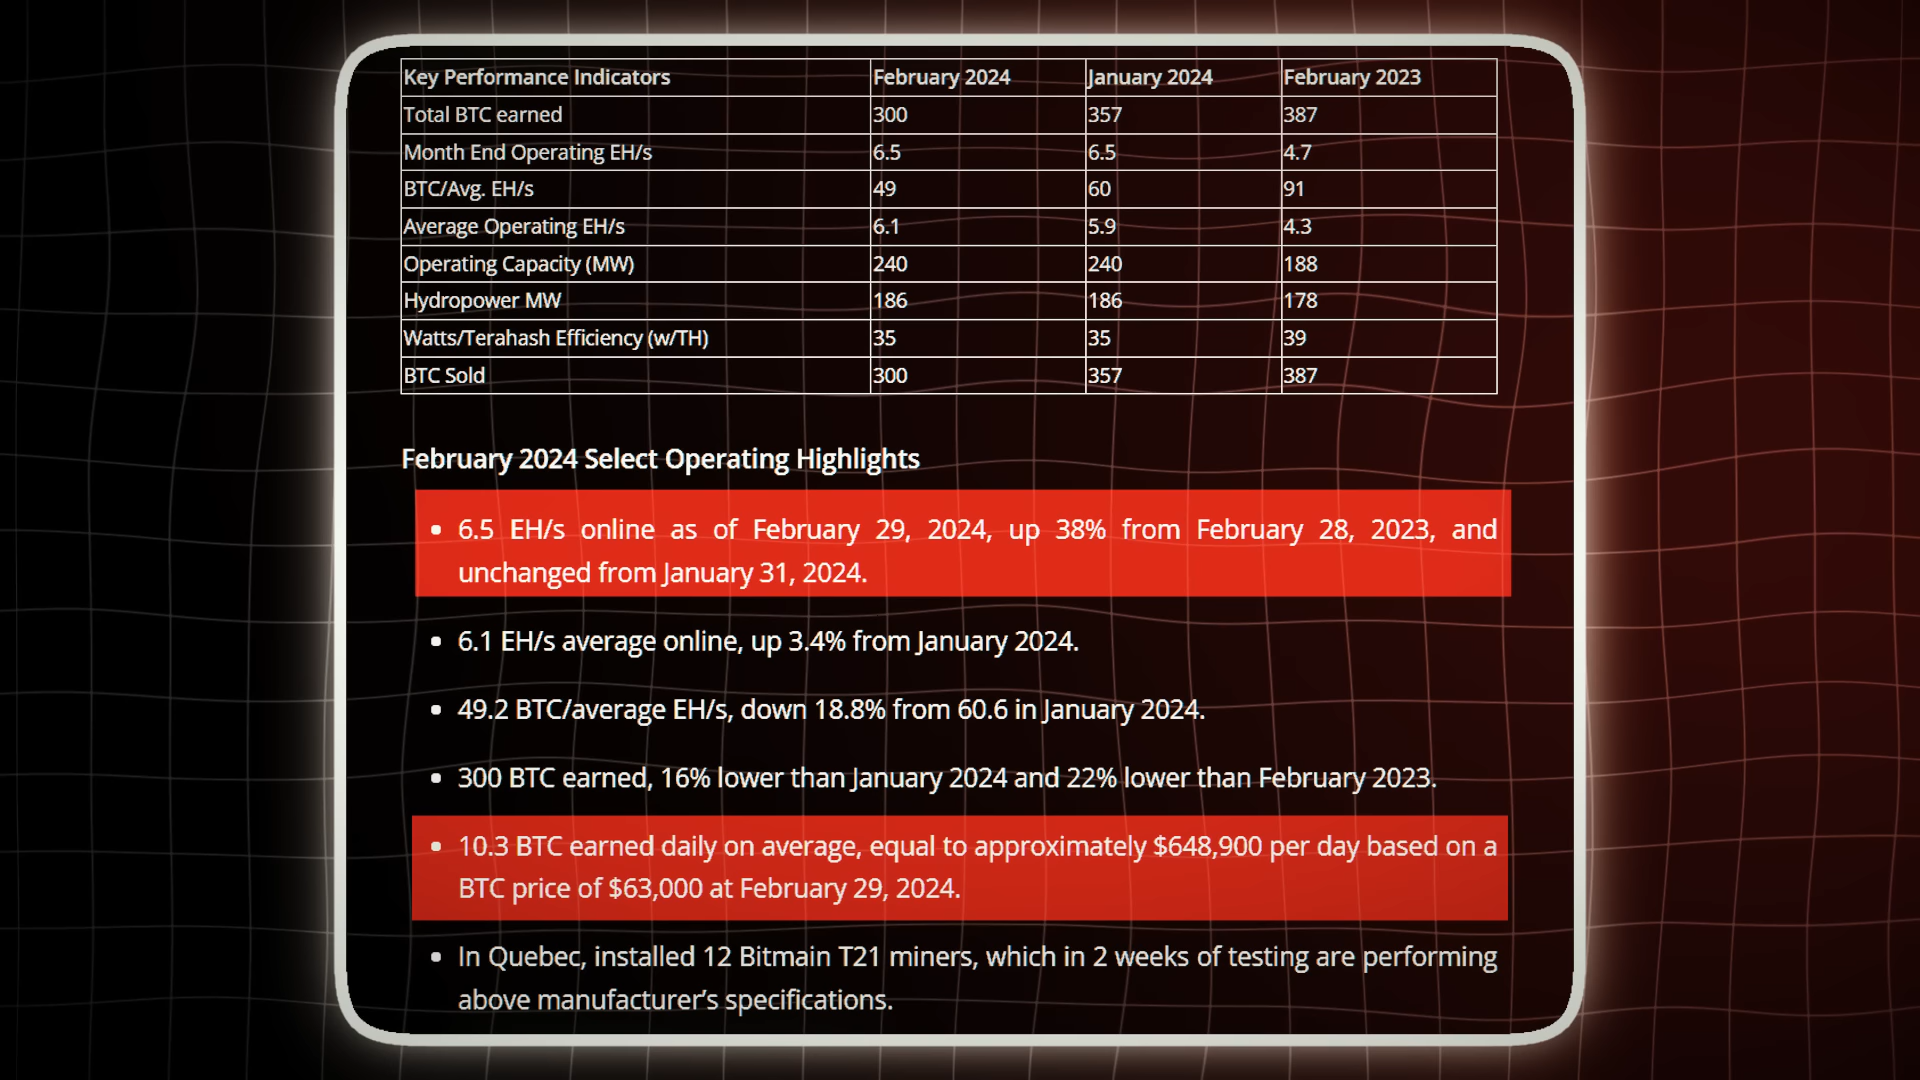 Key Performance Indicators February 2024 January 2024 February 2023
Total BTC earned 300 357 387
Month End Operating EH/s 6.5 6.5 4.7
BTC/Avg. EH/s 49 60 91
Average Operating EH/s 6.1 5.9 4.3
Operating Capacity (MW) 240 240 188
Hydropower MW 186 186 178
Watts/Terahash Efficiency (w/TH) 35 35 39
BTC Sold 300 357 387
February 2024 Select Operating Highlights
• 6.5 EH/s online as of February 29, 2024, up 38% from February 28, 2023, and
unchanged from January 31, 2024.
• 6.1 EH/s average online, up 3.4% from January 2024.
• 49.2 BTC/average EH/s, down 18.8% from 60.6 in January 2024.
• 300 BTC earned, 16% lower than January 2024 and 22% lower than February 2023.
• 10.3 BTC earned daily on average, equal to approximately $648,900 per day based on a
BTC price of $63,000 at February 29, 2024.
• In Quebec, installed 12 Bitmain T21 miners, which in 2 weeks of testing are performing
above manufacturer’s specifications.